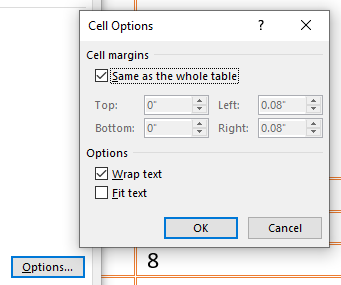 Cell Options ? ×
Cell margins
Same as the whole table
Top: 0" Left: 0.08"
Bottom: 0" Right: 0.08"
Options
Wrap text
Fit text
OK Cancel
Options... 8